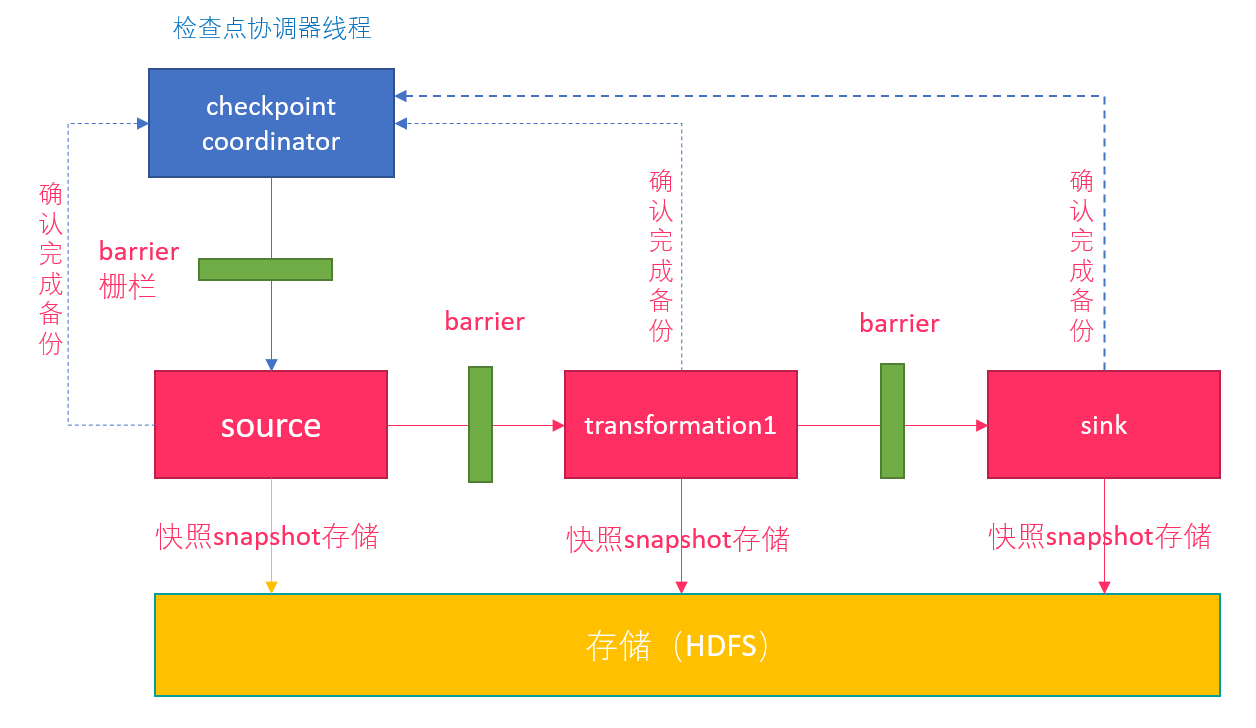 检查点协调器线程
checkpoint
coordinator
确认完成备份
barrier
栅栏
确认完成备份
确认完成备份
barrier
barrier
source
transformation1
sink
快照snapshot存储
快照snapshot存储
快照snapshot存储
存储（HDFS）